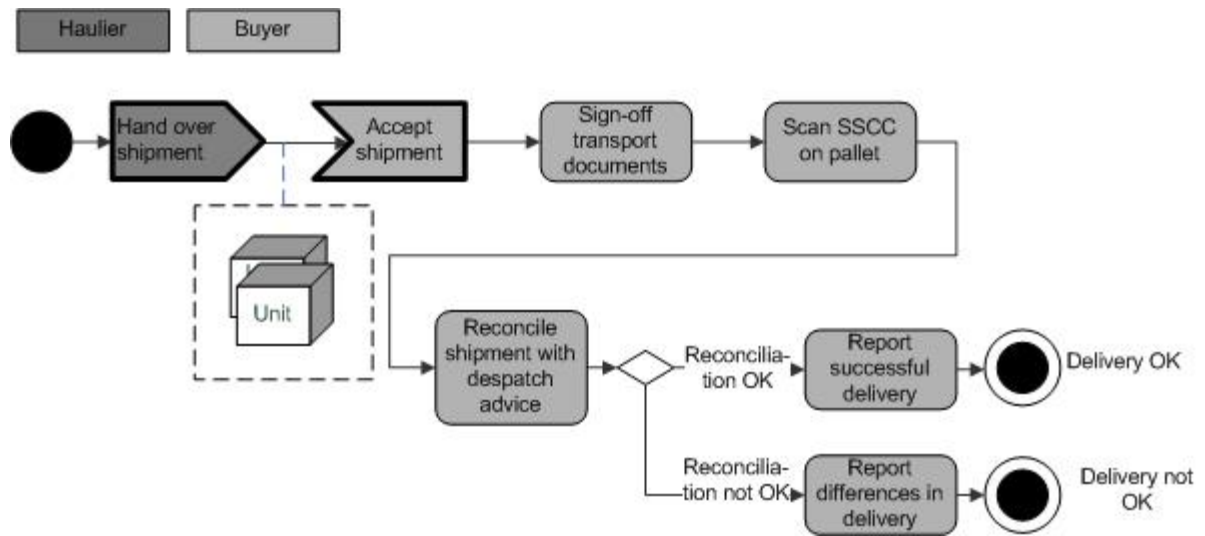 Haulier
Buyer
Hand over
shipment
Accept
shipment
Sign-off
transport
documents
Scan SSCC
on pallet
Unit
Reconcile
shipment with
despatch
advice
Reconcilia-
tion OK
Report
successful
delivery
Delivery OK
Reconcilia-
tion not OK
Report
differences in
delivery
Delivery not
OK